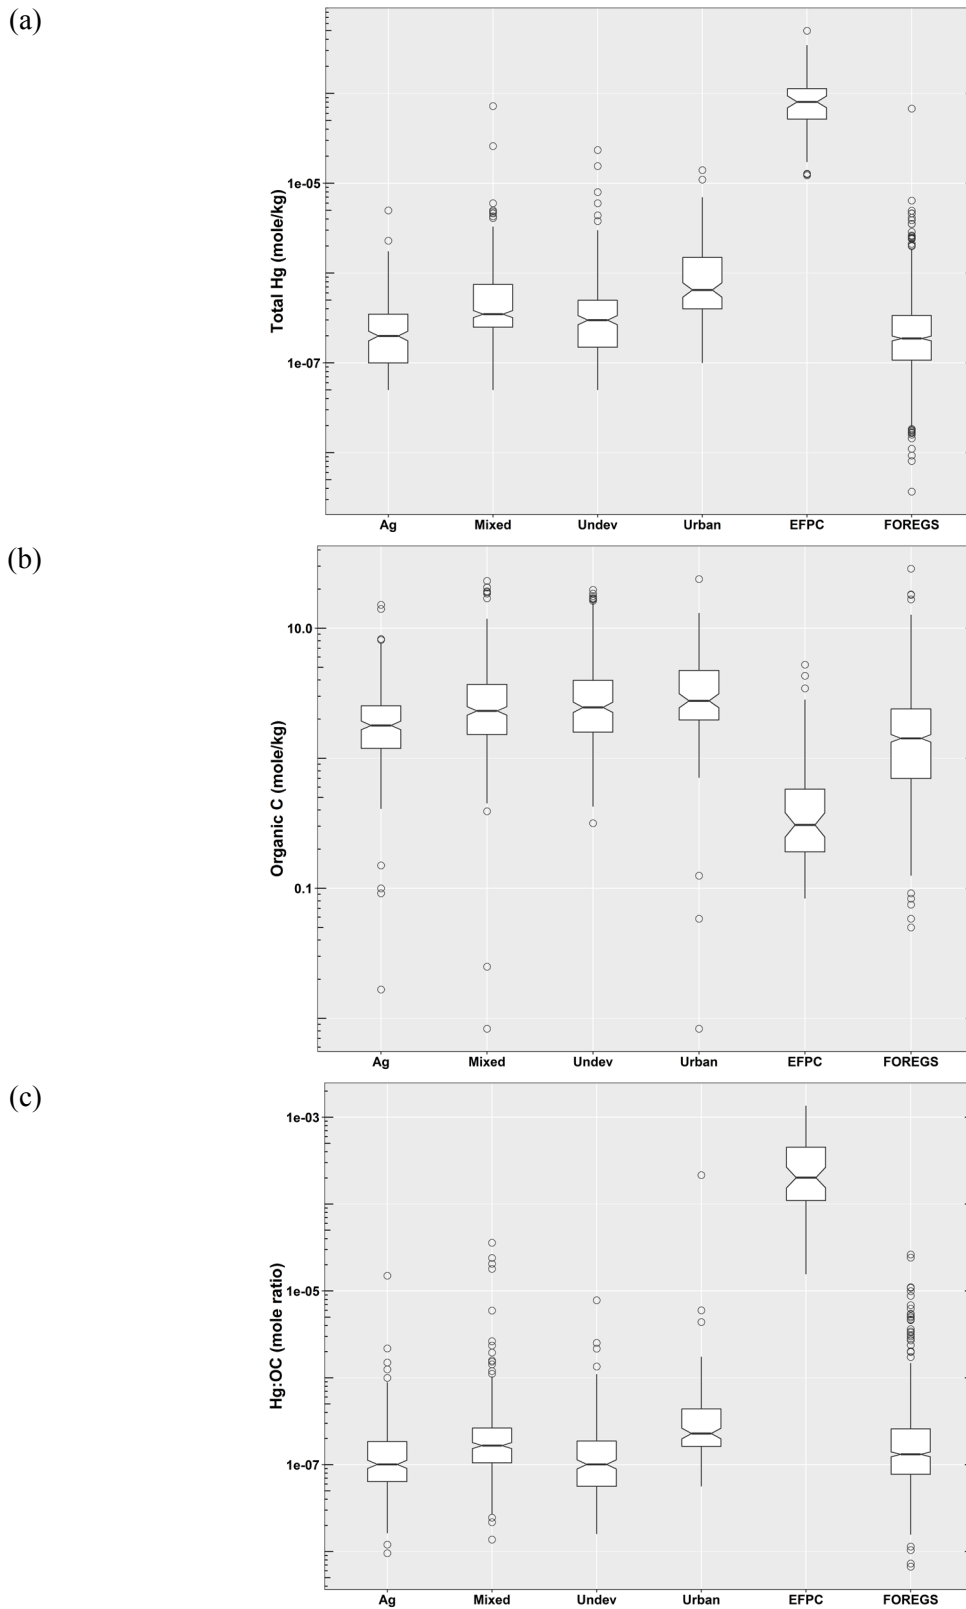 (a)
Total Hg (mole/kg)
1e-05
1e-07
Ag Mixed Undev Urban EFPC FOREGS
(b)
Organic C (mole/kg)
10.0
0.1
Ag Mixed Undev Urban EFPC FOREGS
(c)
Hg:OC (mole ratio)
1e-03
1e-05
1e-07
Ag Mixed Undev Urban EFPC FOREGS